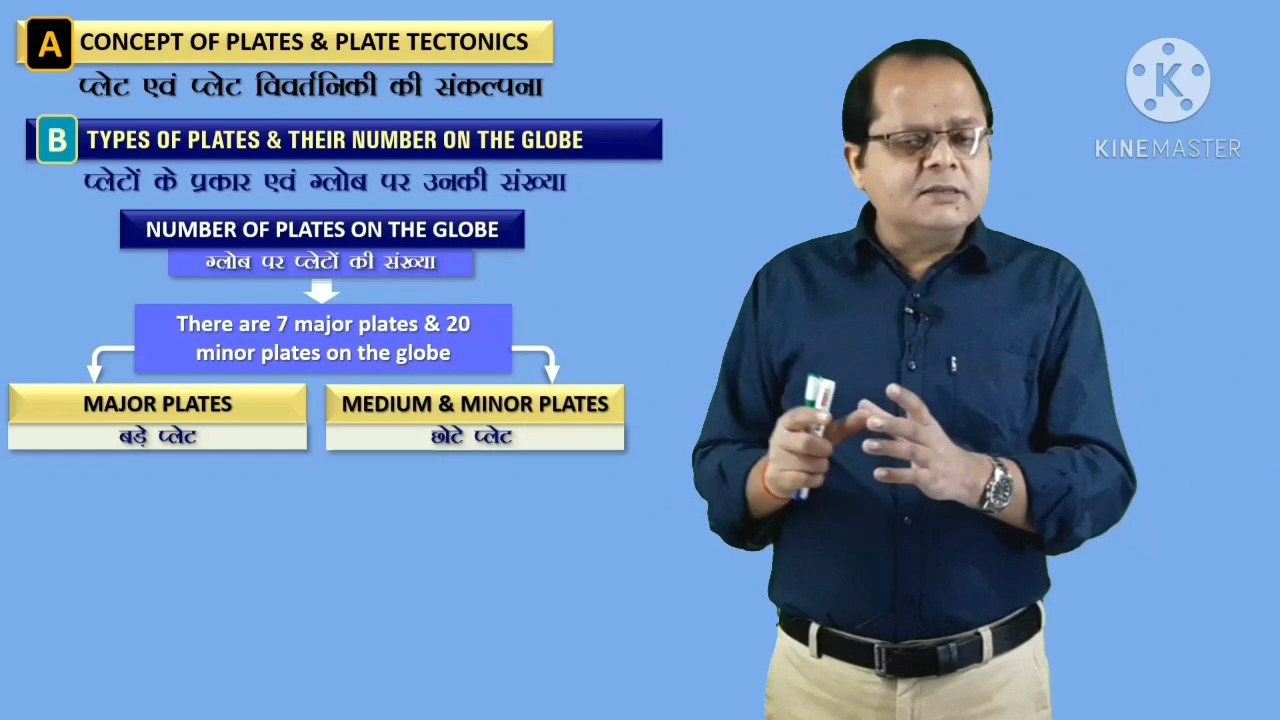 A CONCEPT OF PLATES & PLATE TECTONICS
प्लेट एवं प्लेट विवर्तनिकी की संकल्पना
B TYPES OF PLATES & THEIR NUMBER ON THE GLOBE
प्लेटों के प्रकार एवं ग्लोब पर उनकी संख्या
NUMBER OF PLATES ON THE GLOBE
ग्लोब पर प्लेटों की संख्या
There are 7 major plates & 20
minor plates on the globe
MAJOR PLATES
बड़े प्लेट
MEDIUM & MINOR PLATES
छोटे प्लेट
K
KINEMASTER